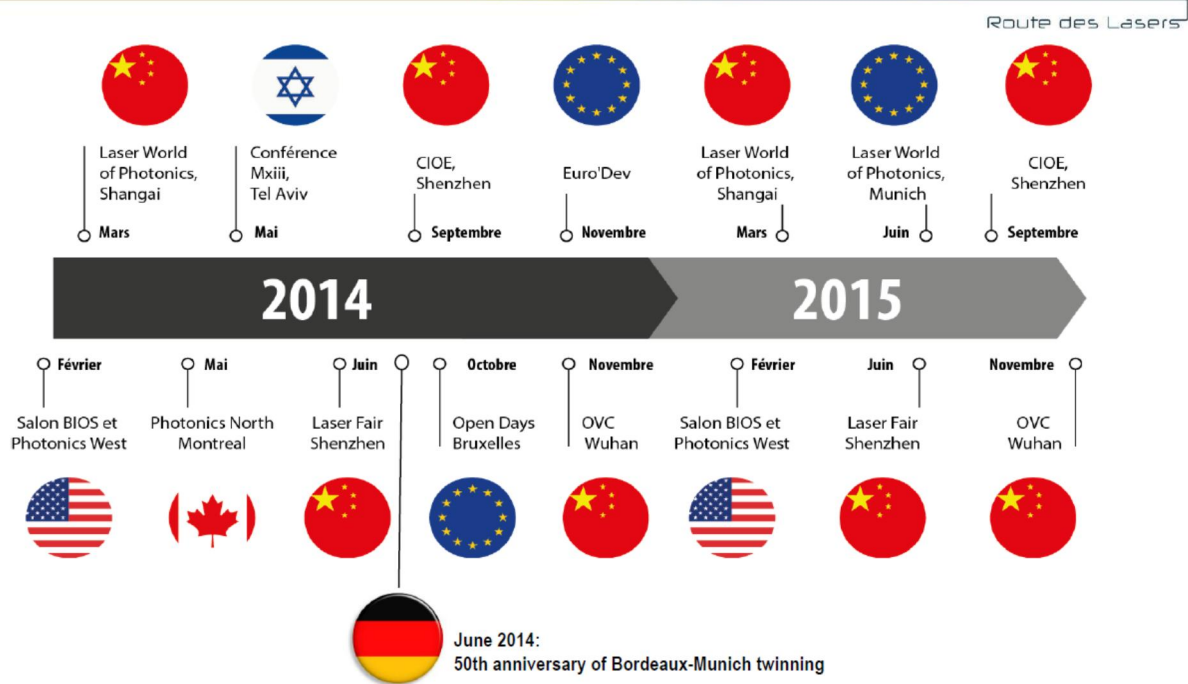 Route des Lasers
Laser World
of Photonics,
Shangai
Mars
Conférence
Mxiii,
Tel Aviv
Mai
CIOE,
Shenzhen
Septembre
Euro'Dev
Novembre
Laser World
of Photonics,
Shangai
Mars
Laser World
of Photonics,
Munich
Juin
CIOE,
Shenzhen
Septembre
2014
2015
Février
Salon BIOS et
Photonics West
Mai
Photonics North
Montreal
Juin
Laser Fair
Shenzhen
Octobre
Open Days
Bruxelles
Novembre
OVC
Wuhan
Février
Salon BIOS et
Photonics West
Juin
Laser Fair
Shenzhen
Novembre
OVC
Wuhan
June 2014:
50th anniversary of Bordeaux-Munich twinning